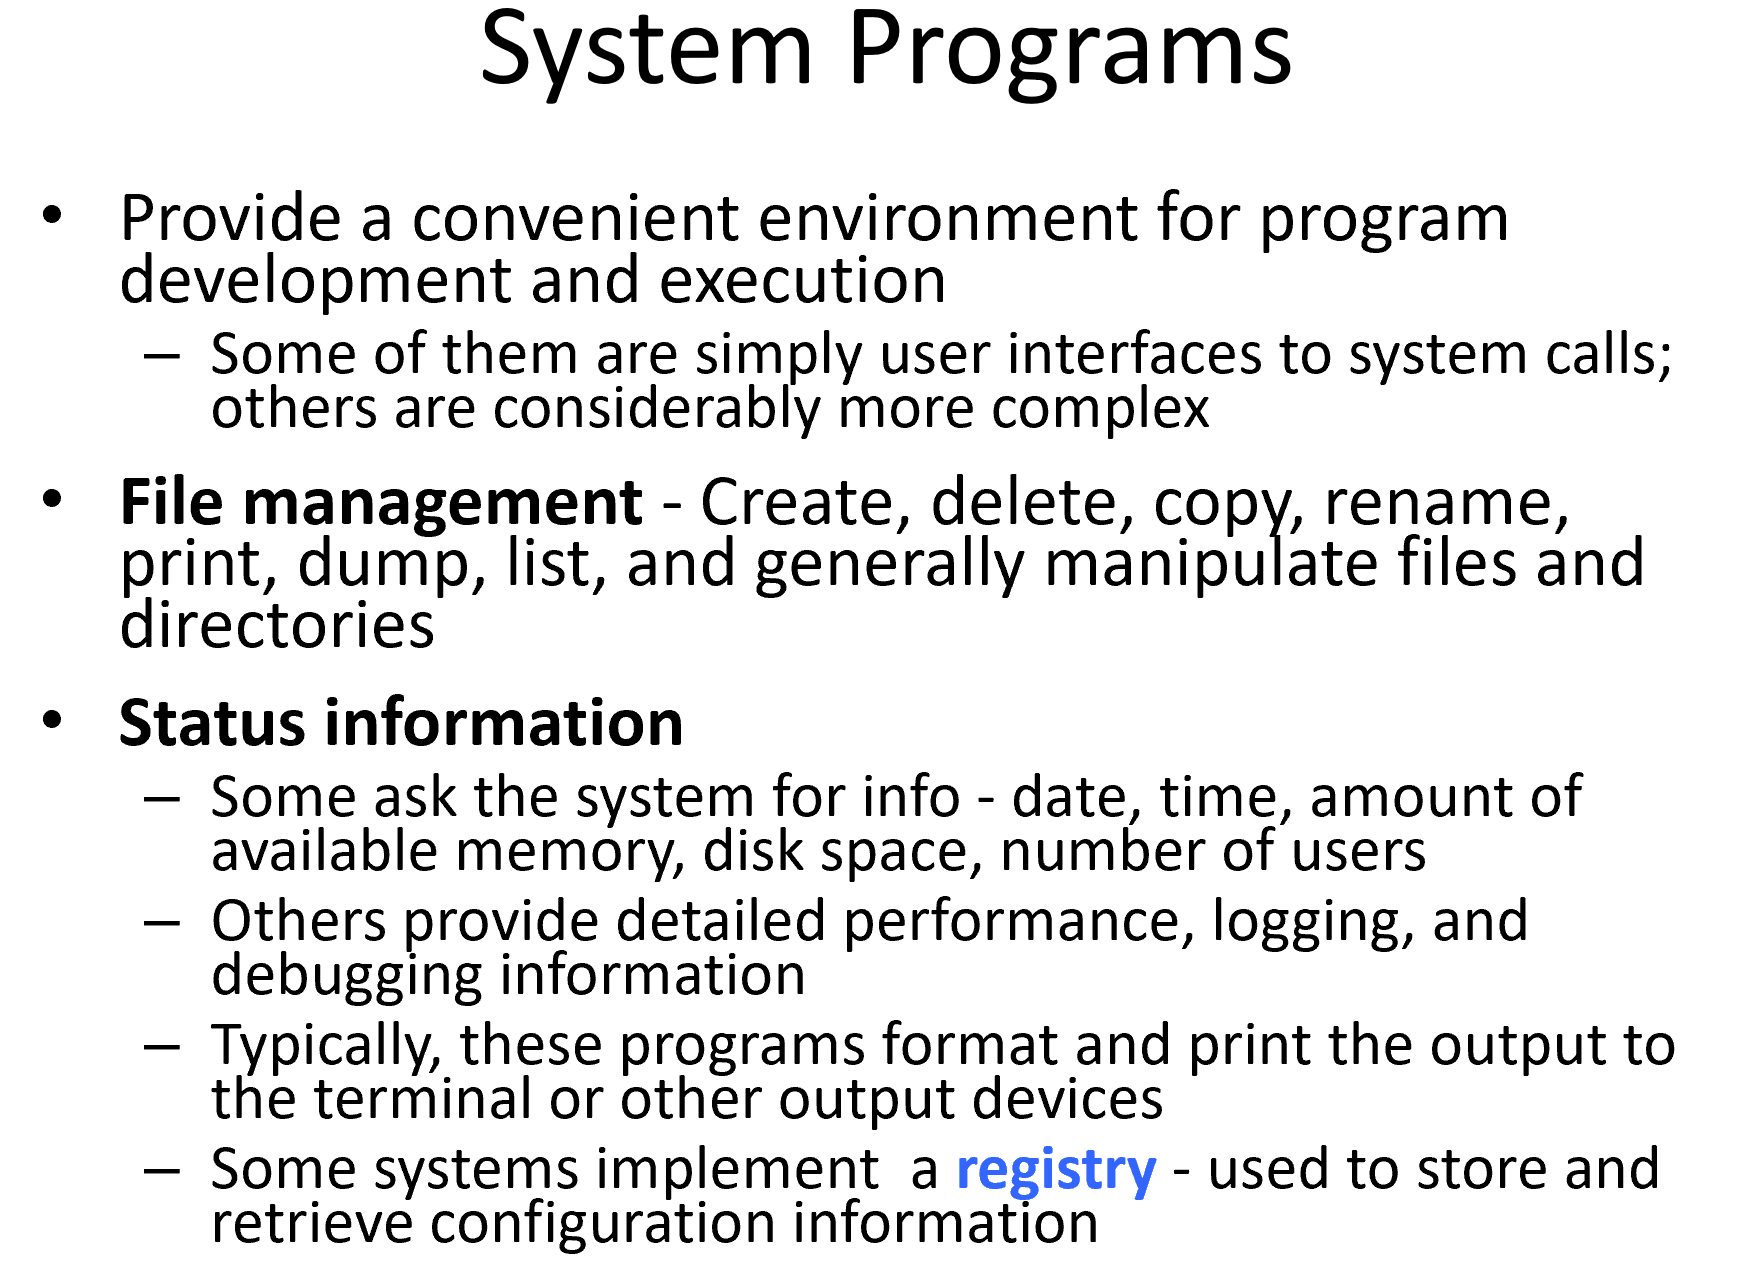 System Programs
• Provide a convenient environment for program
development and execution
– Some of them are simply user interfaces to system calls;
others are considerably more complex
• File management - Create, delete, copy, rename,
print, dump, list, and generally manipulate files and
directories
• Status information
– Some ask the system for info - date, time, amount of
available memory, disk space, number of users
– Others provide detailed performance, logging, and
debugging information
– Typically, these programs format and print the output to
the terminal or other output devices
– Some systems implement  a registry - used to store and
retrieve configuration information